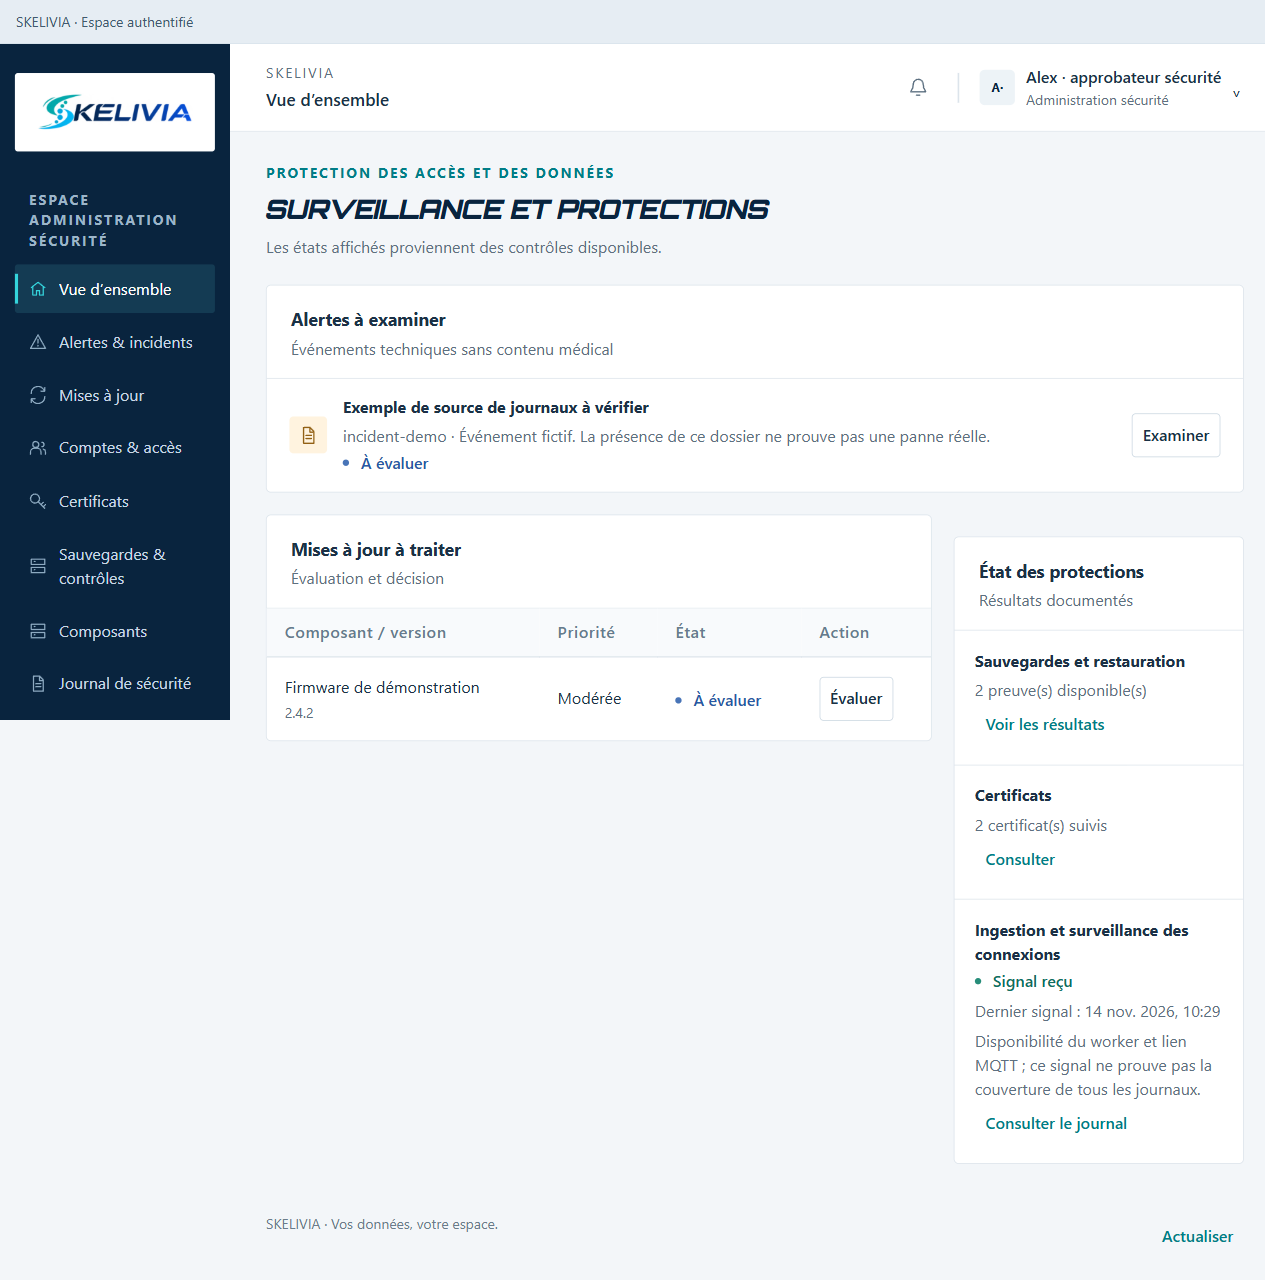 SKELIVIA · Espace authentifié
SKELIVIA
ESPACE
ADMINISTRATION
SÉCURITÉ
Vue d’ensemble
Alertes & incidents
Mises à jour
Comptes & accès
Certificats
Sauvegardes &
contrôles
Composants
Journal de sécurité
SKELIVIA
Vue d’ensemble
A·
Alex · approbateur sécurité
Administration sécurité
v
PROTECTION DES ACCÈS ET DES DONNÉES
SURVEILLANCE ET PROTECTIONS
Les états affichés proviennent des contrôles disponibles.
Alertes à examiner
Événements techniques sans contenu médical
Exemple de source de journaux à vérifier
incident-demo · Événement fictif. La présence de ce dossier ne prouve pas une panne réelle.
• À évaluer
Examiner
Mises à jour à traiter
Évaluation et décision
Composant / version Priorité État Action
Firmware de démonstration
2.4.2
Modérée
• À évaluer
Évaluer
État des protections
Résultats documentés
Sauvegardes et restauration
2 preuve(s) disponible(s)
Voir les résultats
Certificats
2 certificat(s) suivis
Consulter
Ingestion et surveillance des
connexions
• Signal reçu
Dernier signal : 14 nov. 2026, 10:29
Disponibilité du worker et lien
MQTT ; ce signal ne prouve pas la
couverture de tous les journaux.
Consulter le journal
SKELIVIA · Vos données, votre espace.
Actualiser